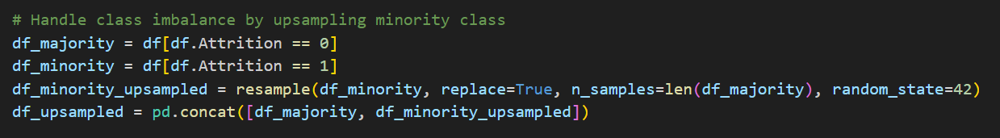 # Handle class imbalance by upsampling minority class
df_majority = df[df.Attrition == 0]
df_minority = df[df.Attrition == 1]
df_minority_upsampled = resample(df_minority, replace=True, n_samples=len(df_majority), random_state=42)
df_upsampled = pd.concat([df_majority, df_minority_upsampled])